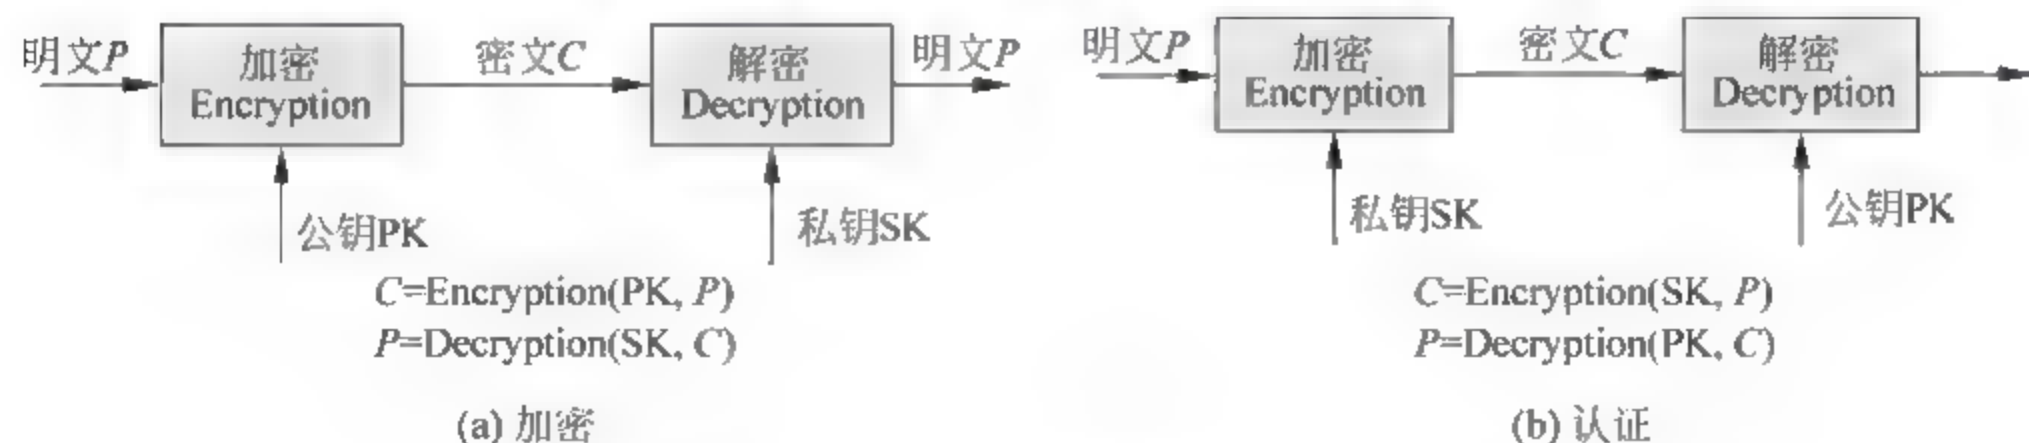 明文P
加密
Encryption
密文C
解密
Decryption
明文P
公钥PK
私钥SK
C=Encryption(PK, P)
P=Decryption(SK, C)
(a) 加密
明文P
加密
Encryption
密文C
解密
Decryption
私钥SK
公钥PK
C=Encryption(SK, P)
P=Decryption(PK, C)
(b) 认证